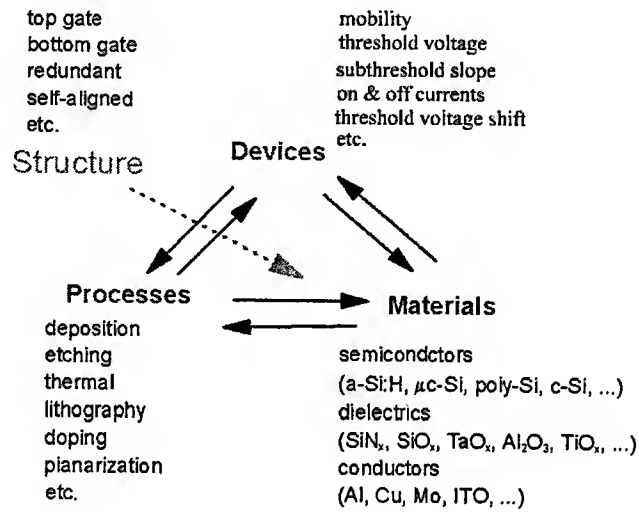 top gate
bottom gate
redundant
self-aligned
etc.
Structure
mobility
threshold voltage
subthreshold slope
on & off currents
threshold voltage shift
etc.
Devices
Processes
deposition
etching
thermal
lithography
doping
planarization
etc.
Materials
semicondctors
(a-Si:H, μc-Si, poly-Si, c-Si, ...)
dielectrics
(SiNₓ, SiOₓ, TaOₓ, Al₂O₃, TiOₓ, ...)
conductors
(Al, Cu, Mo, ITO, ...)